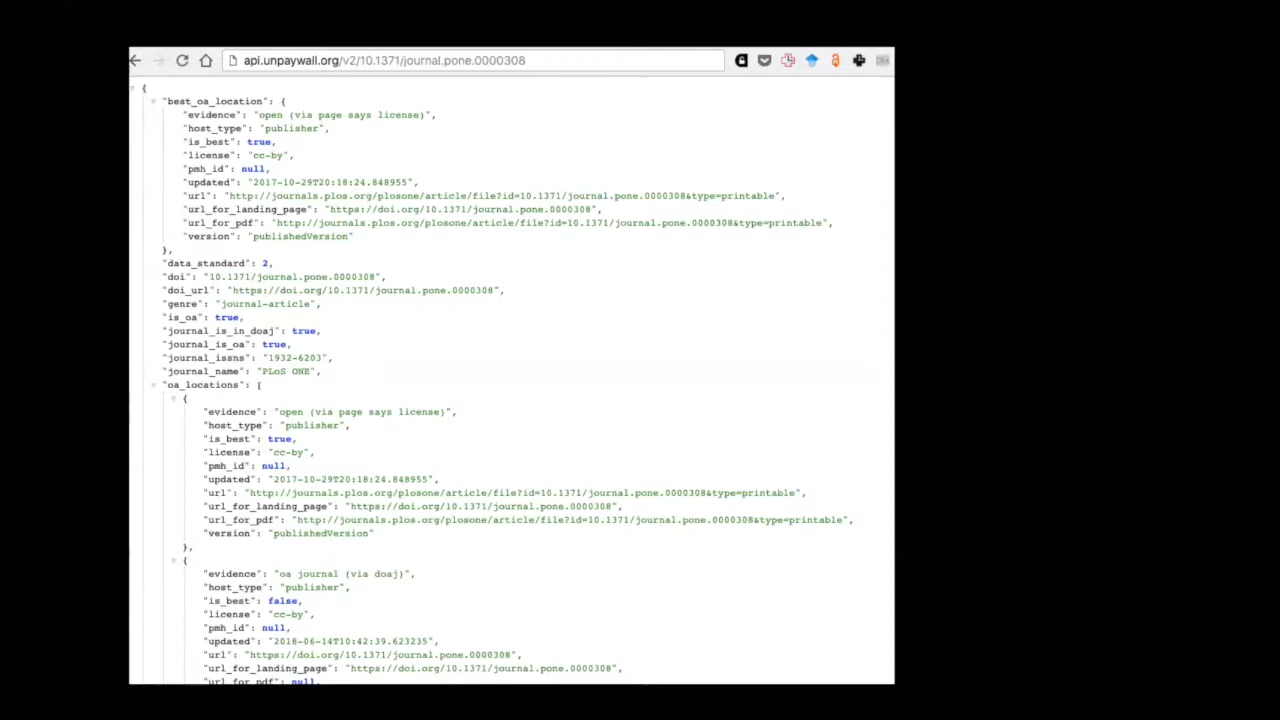 api.unpaywall.org/v2/10.1371/journal.pone.0000308
{
"best_oa_location": {
"evidence": "open (via page says license)",
"host_type": "publisher",
"is_best": true,
"license": "cc-by",
"pmh_id": null,
"updated": "2017-10-29T20:18:24.848955",
"url": "http://journals.plos.org/plosone/article/file?id=10.1371/journal.pone.0000308&type=printable",
"url_for_landing_page": "https://doi.org/10.1371/journal.pone.0000308",
"url_for_pdf": "http://journals.plos.org/plosone/article/file?id=10.1371/journal.pone.0000308&type=printable",
"version": "publishedVersion"
},
"data_standard": 2,
"doi": "10.1371/journal.pone.0000308",
"doi_url": "https://doi.org/10.1371/journal.pone.0000308",
"genre": "journal-article",
"is_oa": true,
"journal_is_in_doaj": true,
"journal_is_oa": true,
"journal_issns": "1932-6203",
"journal_name": "PLoS ONE",
"oa_locations": [
{
"evidence": "open (via page says license)",
"host_type": "publisher",
"is_best": true,
"license": "cc-by",
"pmh_id": null,
"updated": "2017-10-29T20:18:24.848955",
"url": "http://journals.plos.org/plosone/article/file?id=10.1371/journal.pone.0000308&type=printable",
"url_for_landing_page": "https://doi.org/10.1371/journal.pone.0000308",
"url_for_pdf": "http://journals.plos.org/plosone/article/file?id=10.1371/journal.pone.0000308&type=printable",
"version": "publishedVersion"
},
{
"evidence": "oa journal (via doaj)",
"host_type": "publisher",
"is_best": false,
"license": "cc-by",
"pmh_id": null,
"updated": "2018-06-14T10:42:39.623235",
"url": "https://doi.org/10.1371/journal.pone.0000308",
"url_for_landing_page": "https://doi.org/10.1371/journal.pone.0000308",
"url_for_pdf": null,